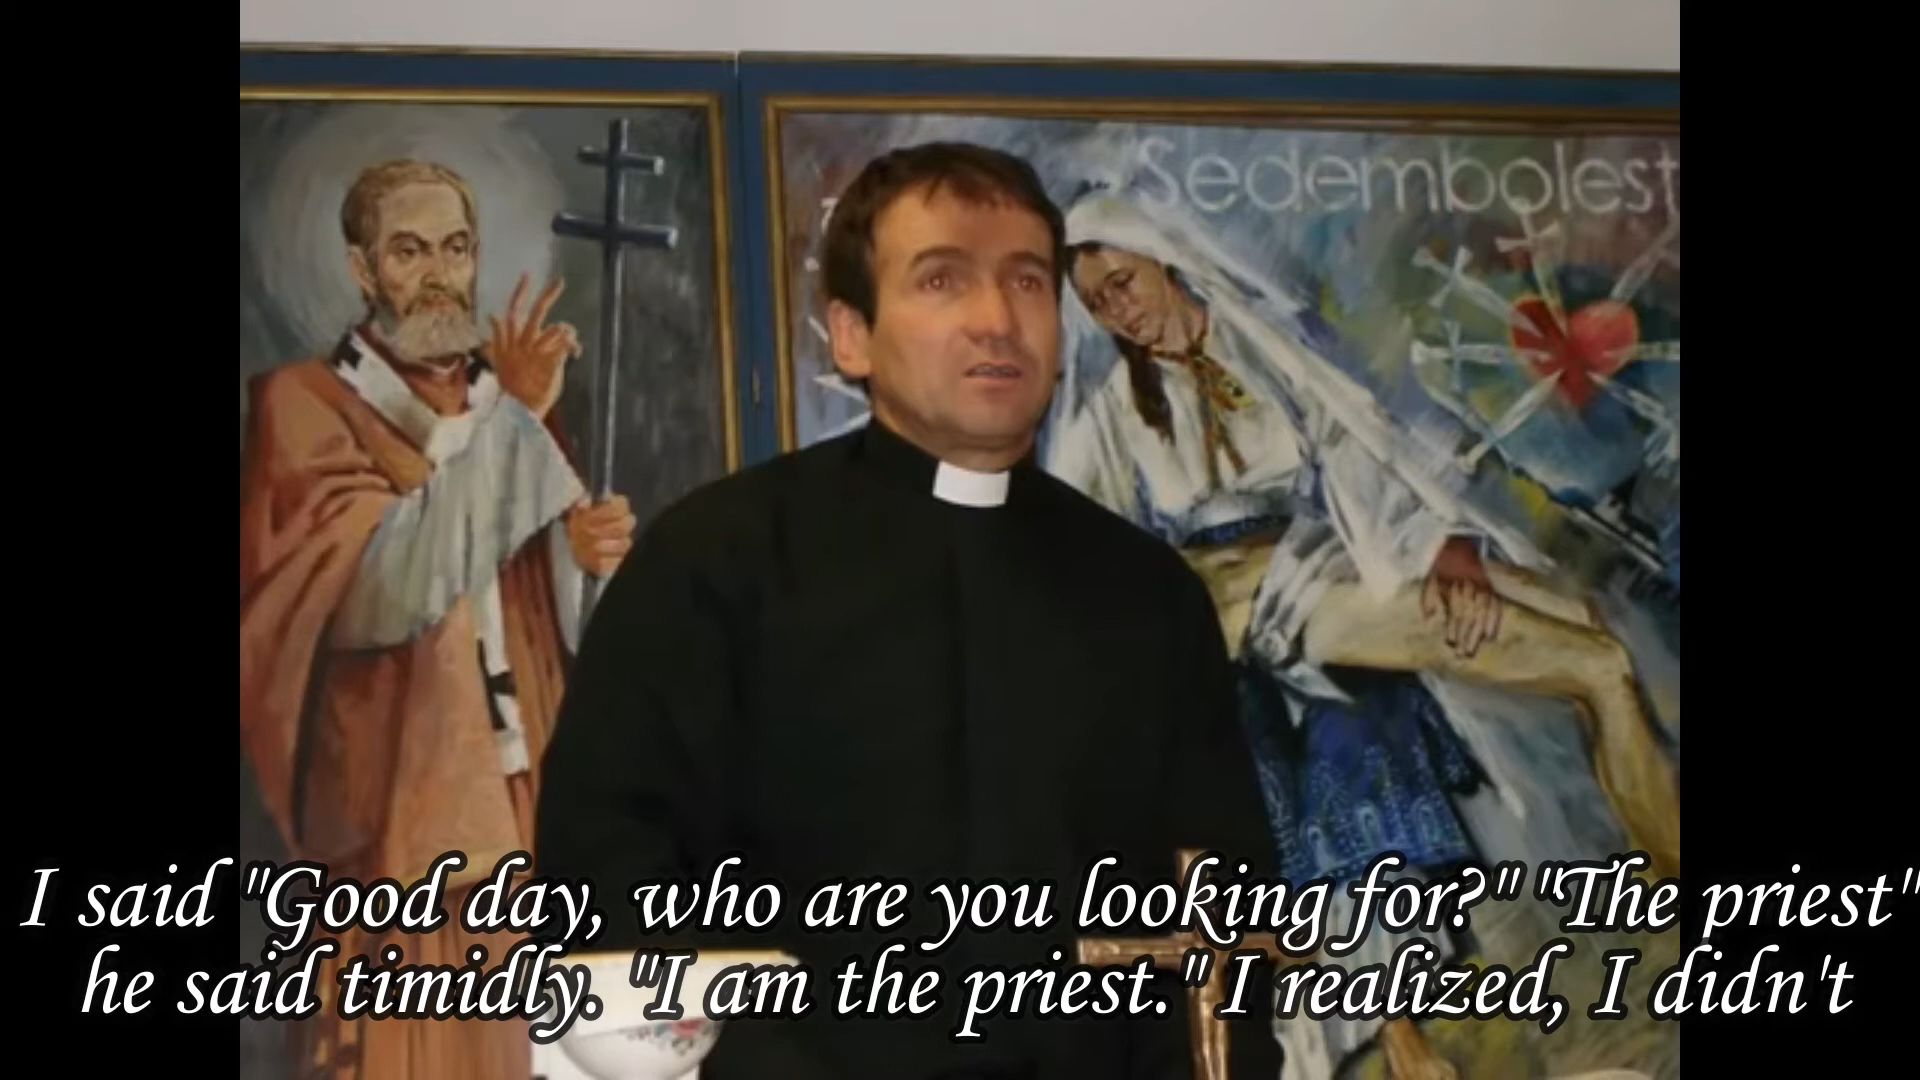 Sedembolest
I said "Good day, who are you looking for?" "The priest"
he said timidly. "I am the priest." I realized, I didn't